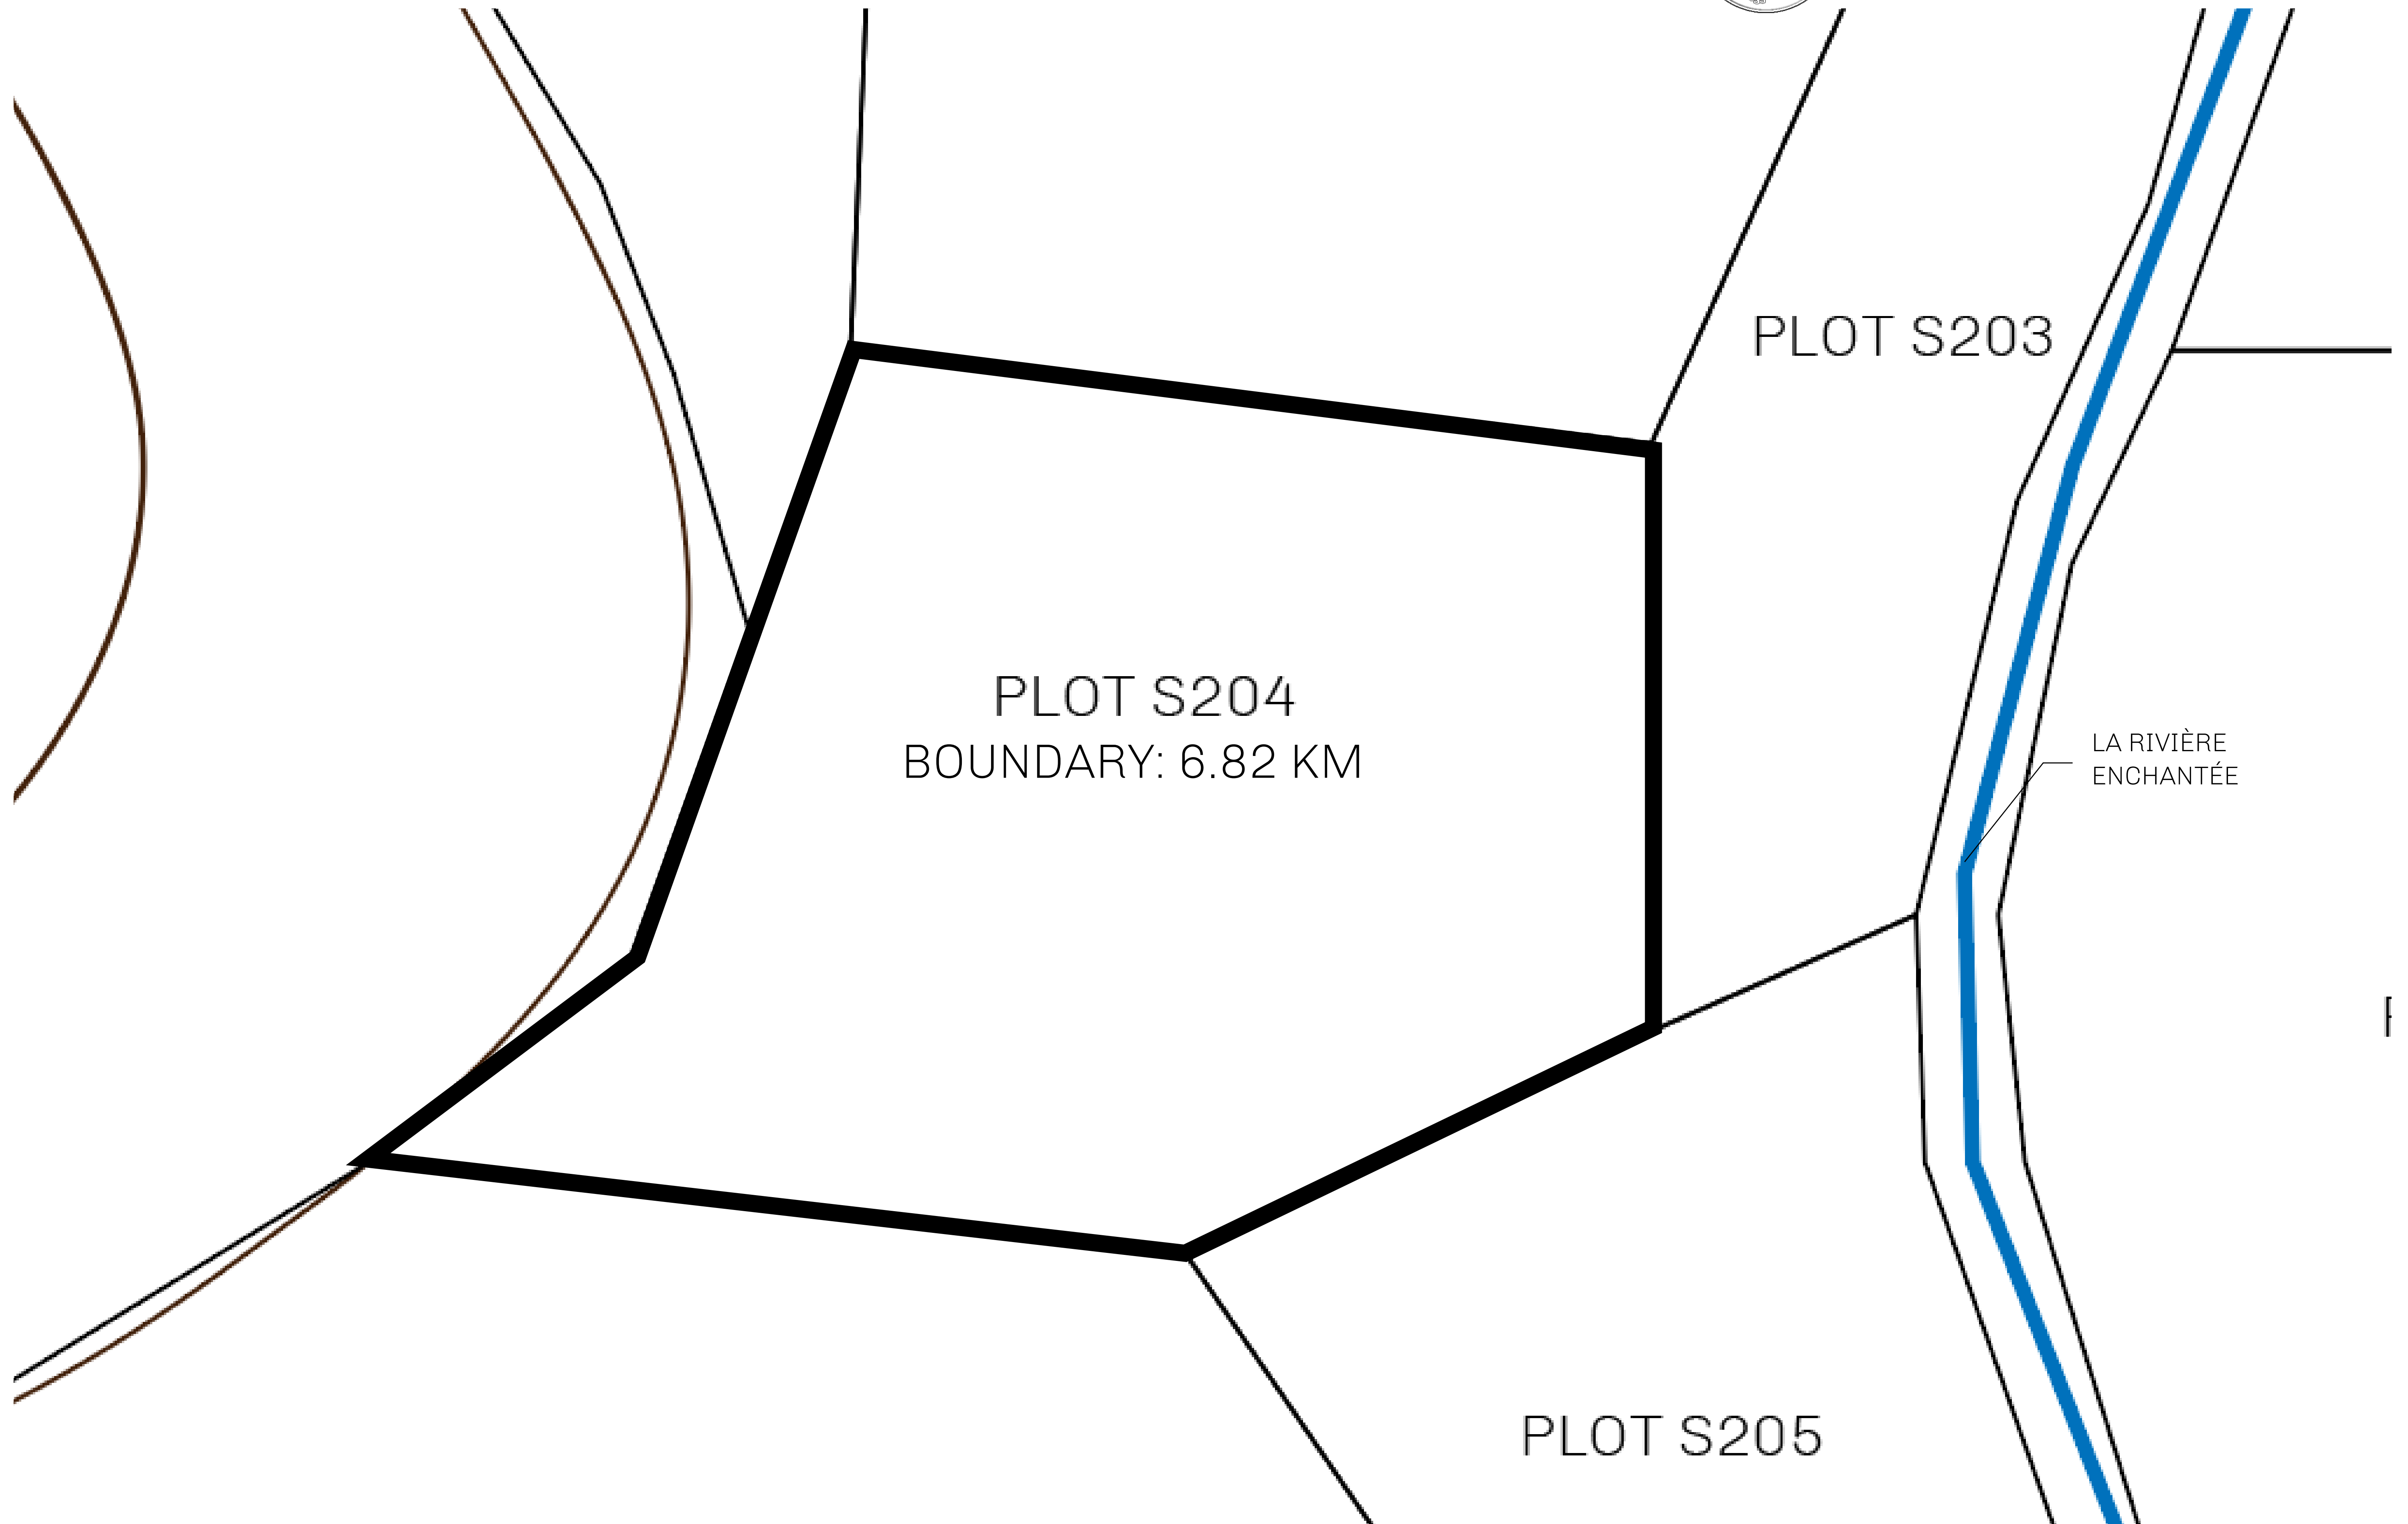 PLOT S203
PLOT S204
BOUNDARY: 6.82 KM
LA RIVIÈRE
ENCHANTÉE
PLOT S205